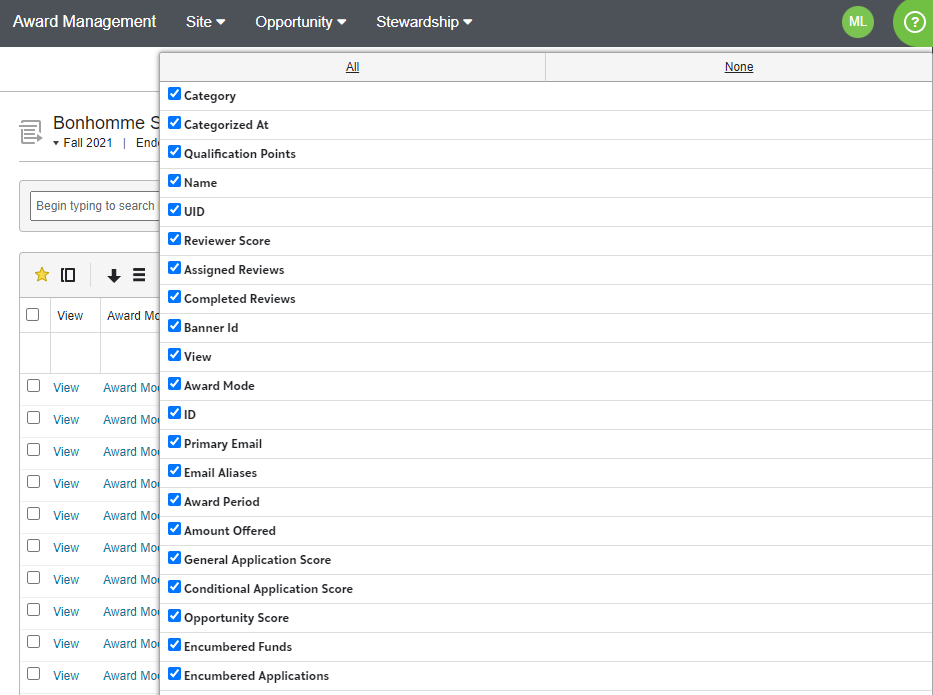 Award Management Site Opportunity Stewardship ML ?
All None
Category
Bonhomme S
Categorized At
Fall 2021 | Ende
Qualification Points
Name
Begin typing to search
UID
Reviewer Score
Assigned Reviews
Completed Reviews
View Award Mo
Banner Id
View
View Award Mo
Award Mode
View Award Mo
ID
Primary Email
View Award Mo
Email Aliases
View Award Mo
Award Period
View Award Mo
Amount Offered
View Award Mo
General Application Score
View Award Mo
Conditional Application Score
View Award Mo
Opportunity Score
View Award Mo
Encumbered Funds
View Award Mo
Encumbered Applications